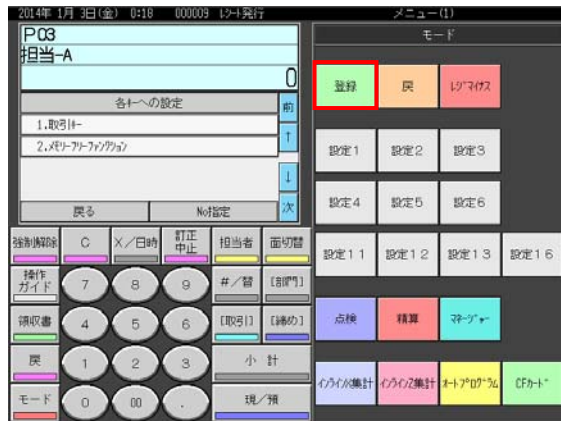 2014年 1月 3日(金) 0:18 000009 ﾚｼｰﾄ発行 メニュー(1)
P03
担当-A
0
各ｷｰへの設定
前
1.取引ｷｰ
↑
2.ﾒﾓﾘｰﾌﾘｰﾌｧﾝｸｼｮﾝ
↓
戻る No指定 次
強制解除 C ×／日時 訂正中止 担当者 面切替
操作ガイド 7 8 9 #／替 [部門]
領収書 4 5 6 [取引] [締め]
戻 1 2 3 小 計
モード 0 00 . 現／預
モード
登録 戻 ﾚｼﾞﾏｲﾅｽ
設定1 設定2 設定3
設定4 設定5 設定6
設定11 設定12 設定13 設定16
点検 精算 ﾏﾈｰｼﾞｬｰ
ｲﾝﾗｲﾝX集計 ｲﾝﾗｲﾝZ集計 ｵｰﾄﾌﾟﾛｸﾞﾗﾑ CFｶｰﾄﾞ